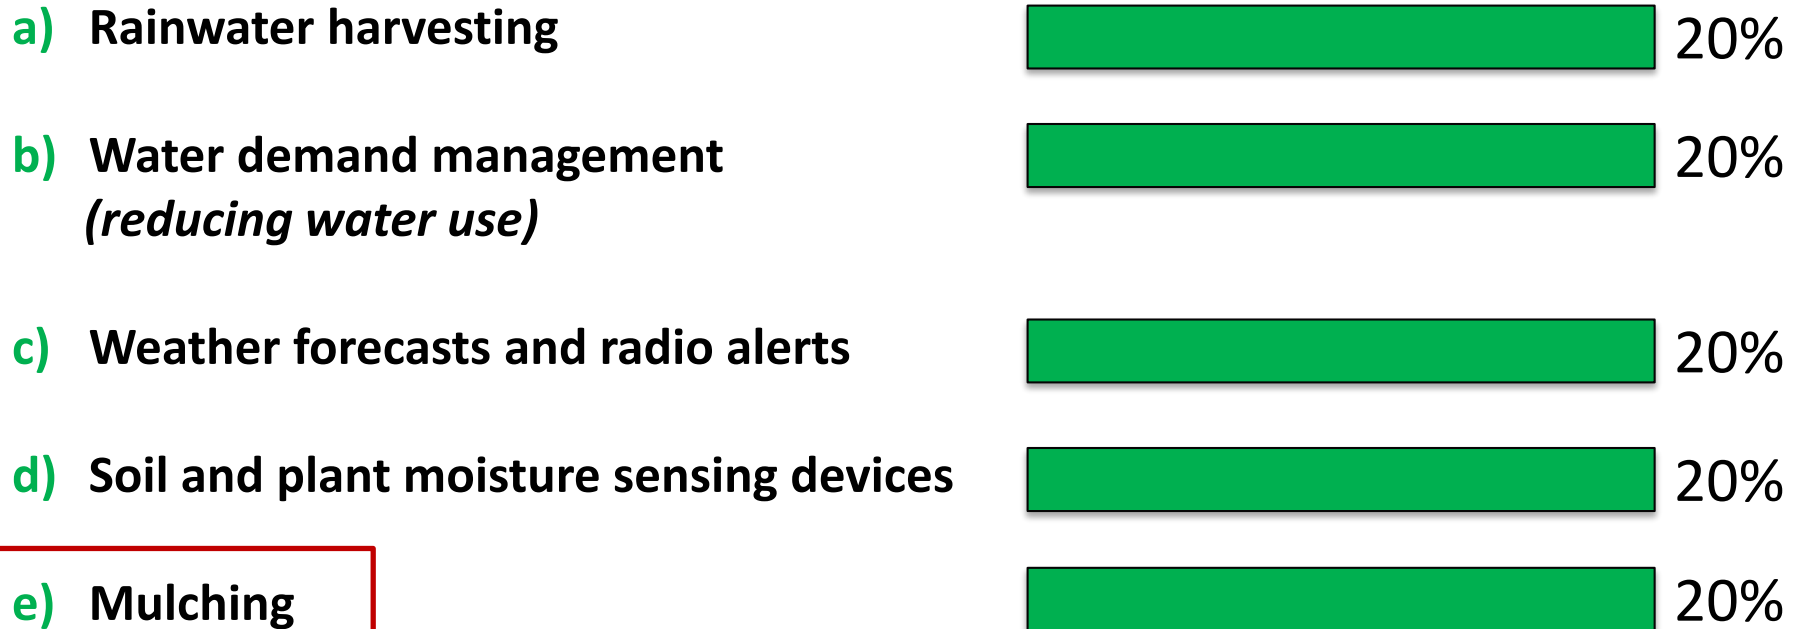 a) Rainwater harvesting 20%
b) Water demand management 20%
(reducing water use)
c) Weather forecasts and radio alerts 20%
d) Soil and plant moisture sensing devices 20%
e) Mulching 20%